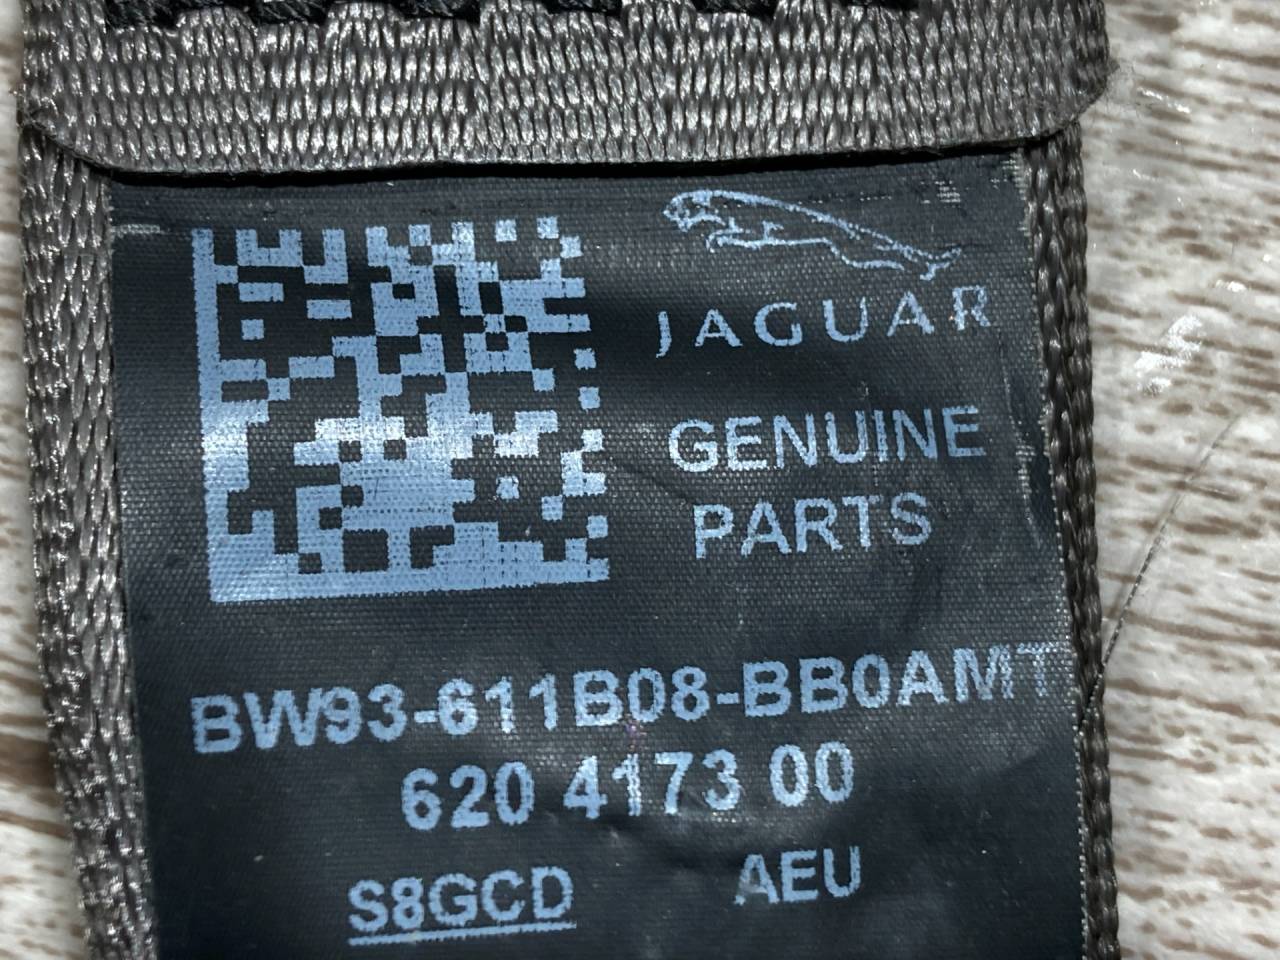 JAGUAR
GENUINE
PARTS
BW93-611B08-BB0AMT
620 4173 00
S8GCD AEU